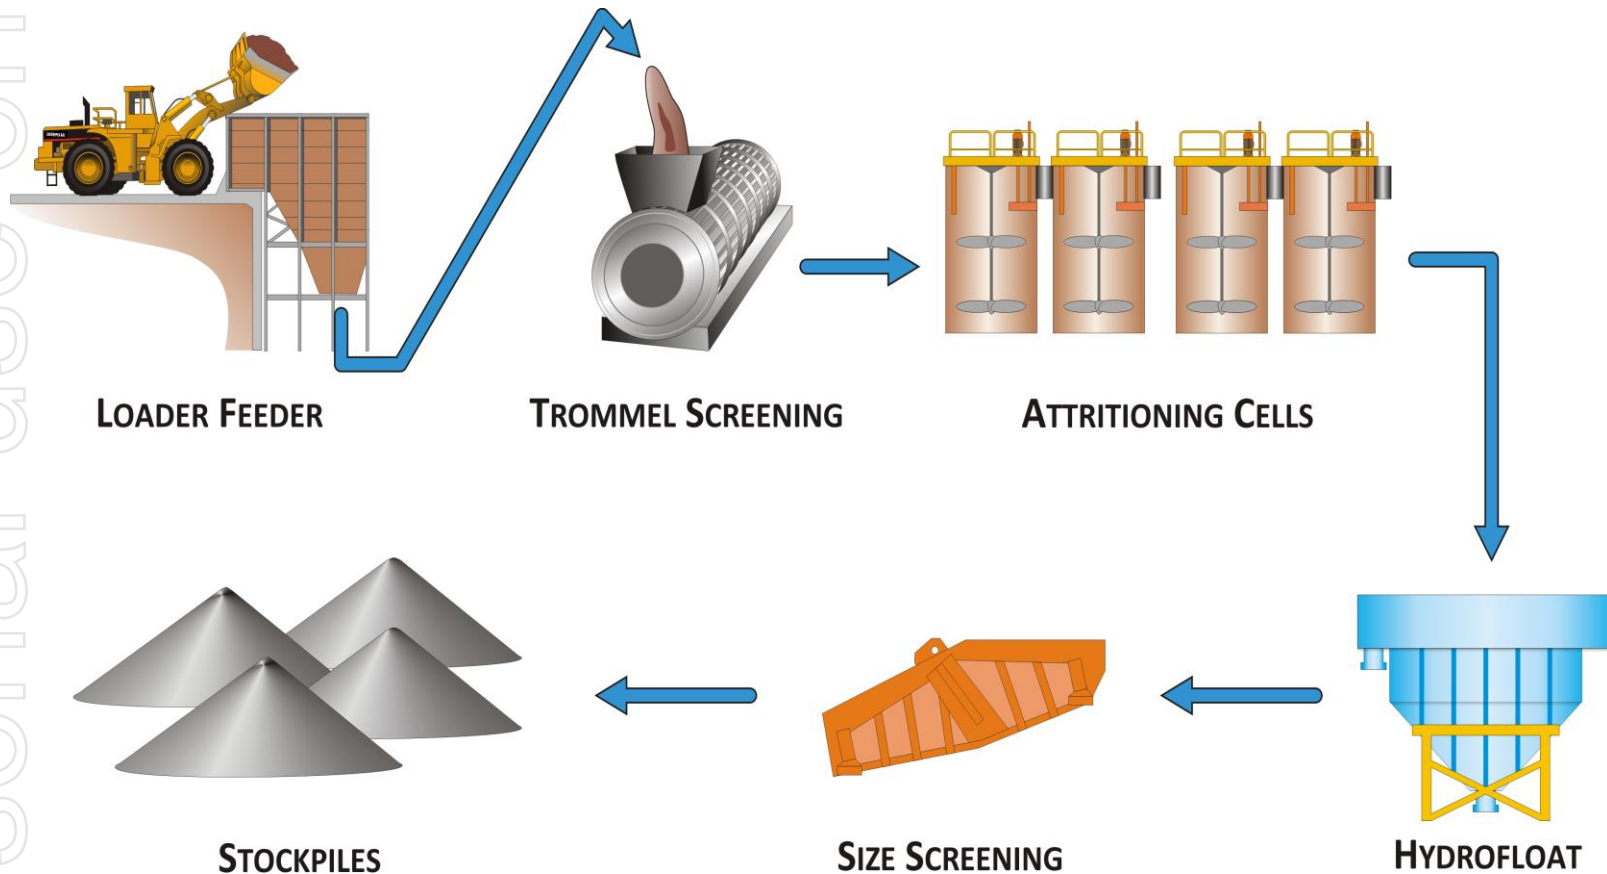 LOADER FEEDER
TROMMEL SCREENING
ATTRITIONING CELLS
STOCKPILES
SIZE SCREENING
HYDROFLOAT